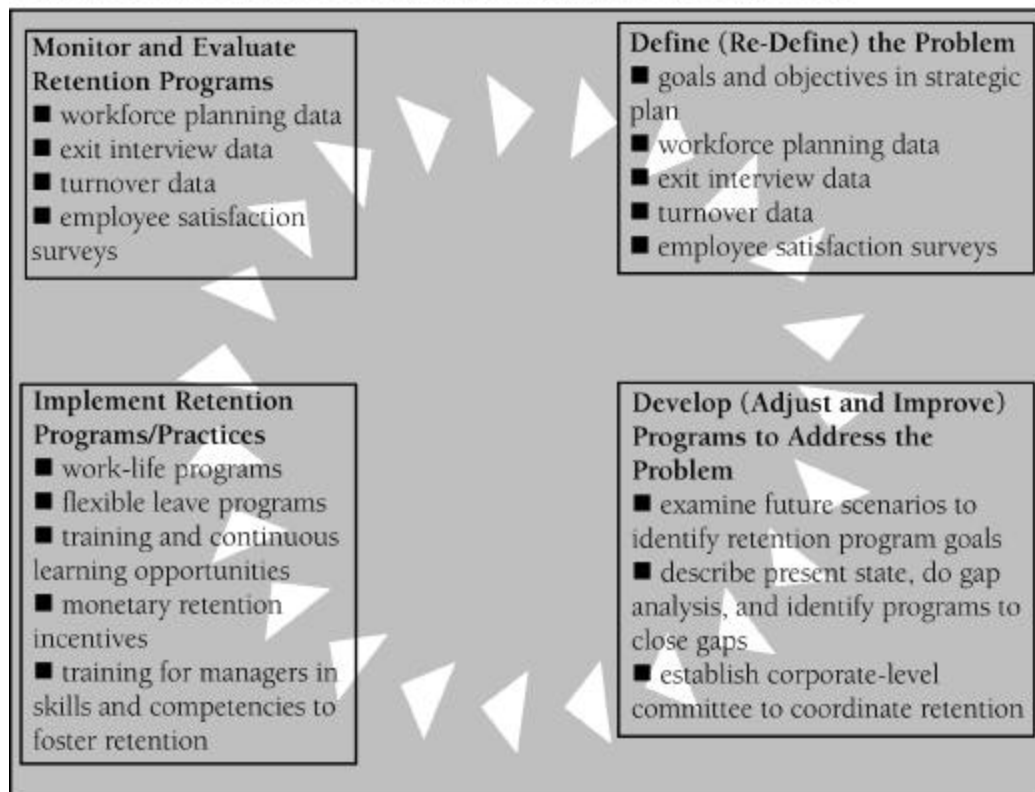 Monitor and Evaluate
Retention Programs
■ workforce planning data
■ exit interview data
■ turnover data
■ employee satisfaction
surveys
Define (Re-Define) the Problem
■ goals and objectives in strategic
plan
■ workforce planning data
■ exit interview data
■ turnover data
■ employee satisfaction surveys
Implement Retention
Programs/Practices
■ work-life programs
■ flexible leave programs
■ training and continuous
learning opportunities
■ monetary retention
incentives
■ training for managers in
skills and competencies to
foster retention
Develop (Adjust and Improve)
Programs to Address the
Problem
■ examine future scenarios to
identify retention program goals
■ describe present state, do gap
analysis, and identify programs to
close gaps
■ establish corporate-level
committee to coordinate retention